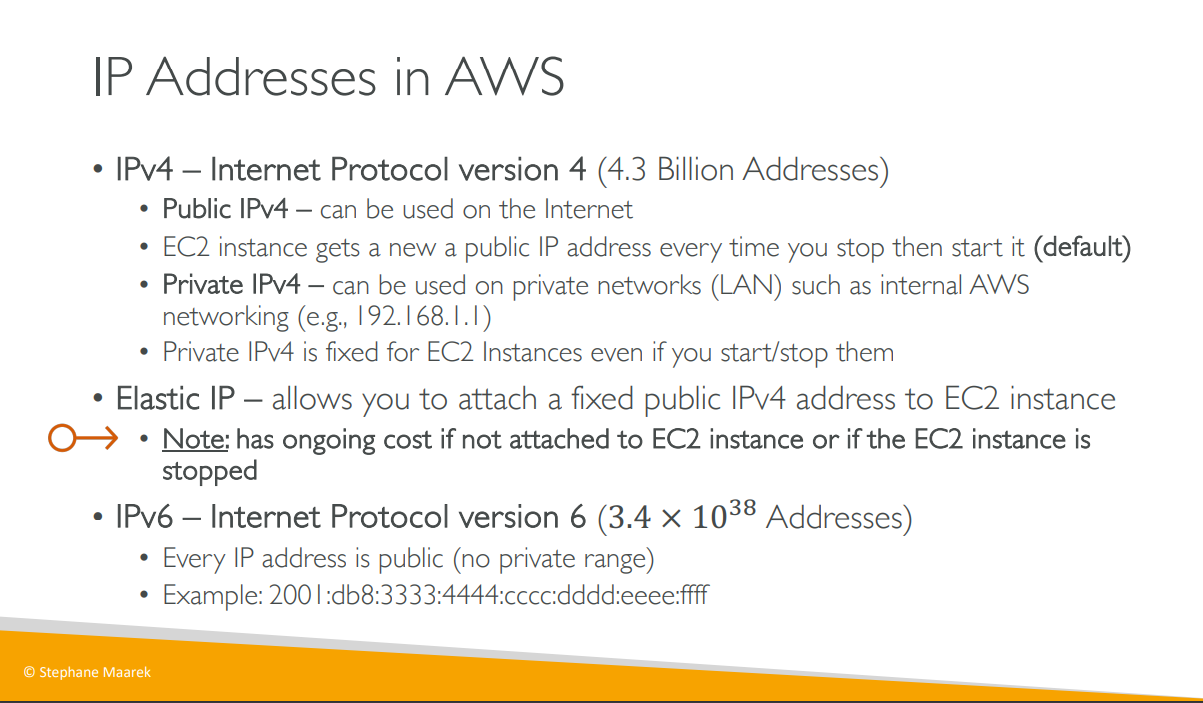 IP Addresses in AWS
• IPv4 – Internet Protocol version 4 (4.3 Billion Addresses)
• Public IPv4 – can be used on the Internet
• EC2 instance gets a new a public IP address every time you stop then start it (default)
• Private IPv4 – can be used on private networks (LAN) such as internal AWS
networking (e.g., 192.168.1.1)
• Private IPv4 is fixed for EC2 Instances even if you start/stop them
• Elastic IP – allows you to attach a fixed public IPv4 address to EC2 instance
• Note: has ongoing cost if not attached to EC2 instance or if the EC2 instance is
stopped
• IPv6 – Internet Protocol version 6 (3.4 × 10³⁸ Addresses)
• Every IP address is public (no private range)
• Example: 2001:db8:3333:4444:cccc:dddd:eeee:ffff
© Stephane Maarek